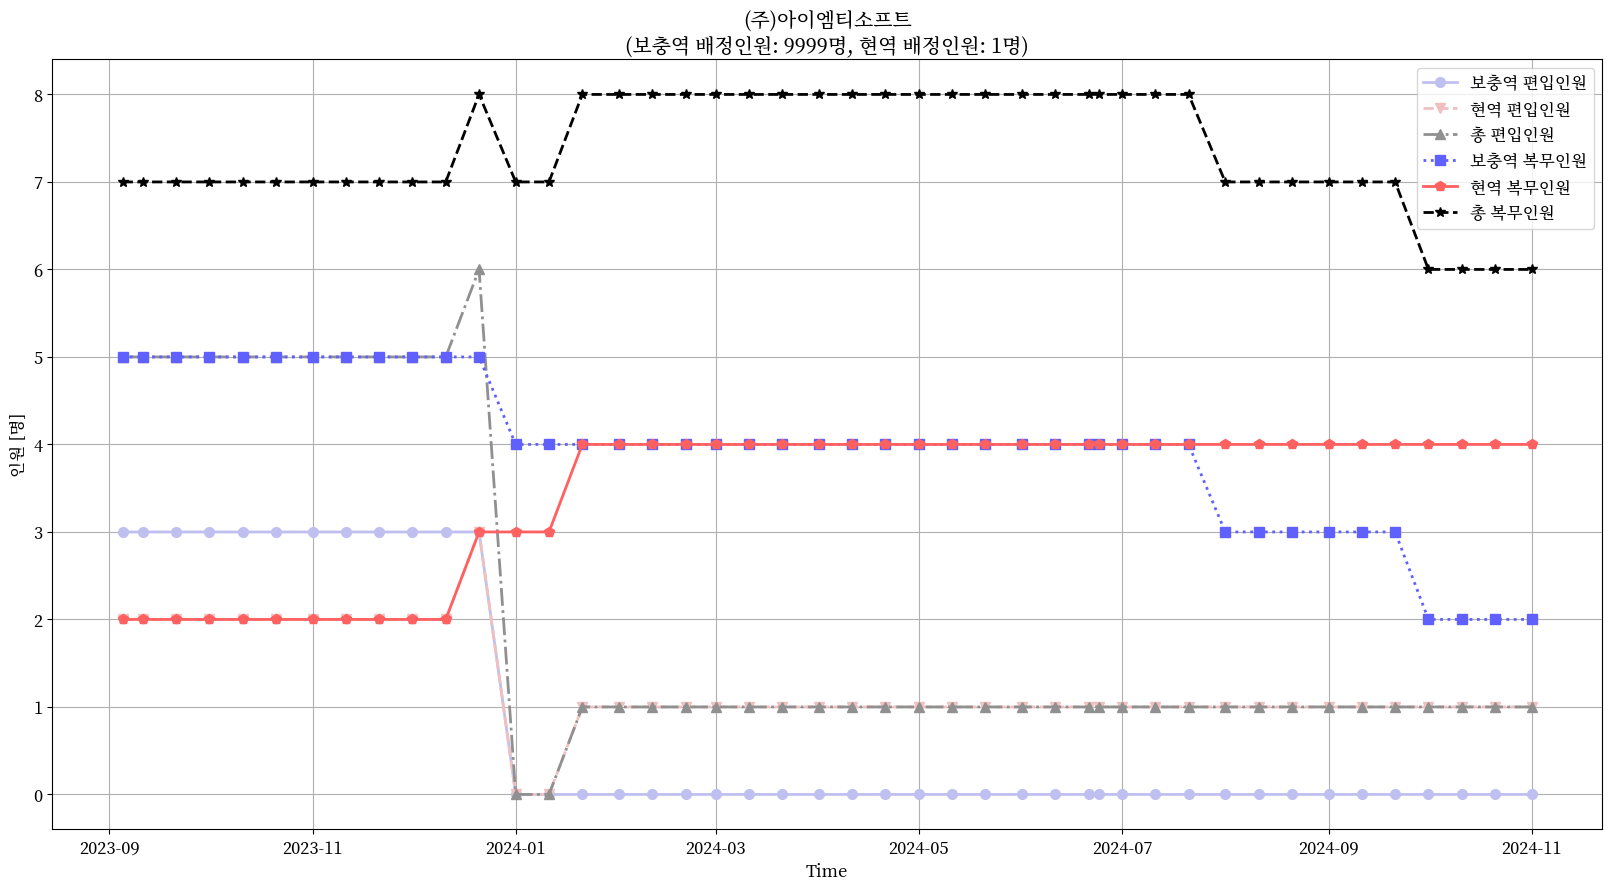 (주)아이엠티소프트
(보충역 배정인원: 9999명, 현역 배정인원: 1명)
보충역 편입인원
현역 편입인원
총 편입인원
보충역 복무인원
현역 복무인원
총 복무인원
인원 [명]
8
7
6
5
4
3
2
1
0
2023-09
2023-11
2024-01
2024-03
2024-05
2024-07
2024-09
2024-11
Time